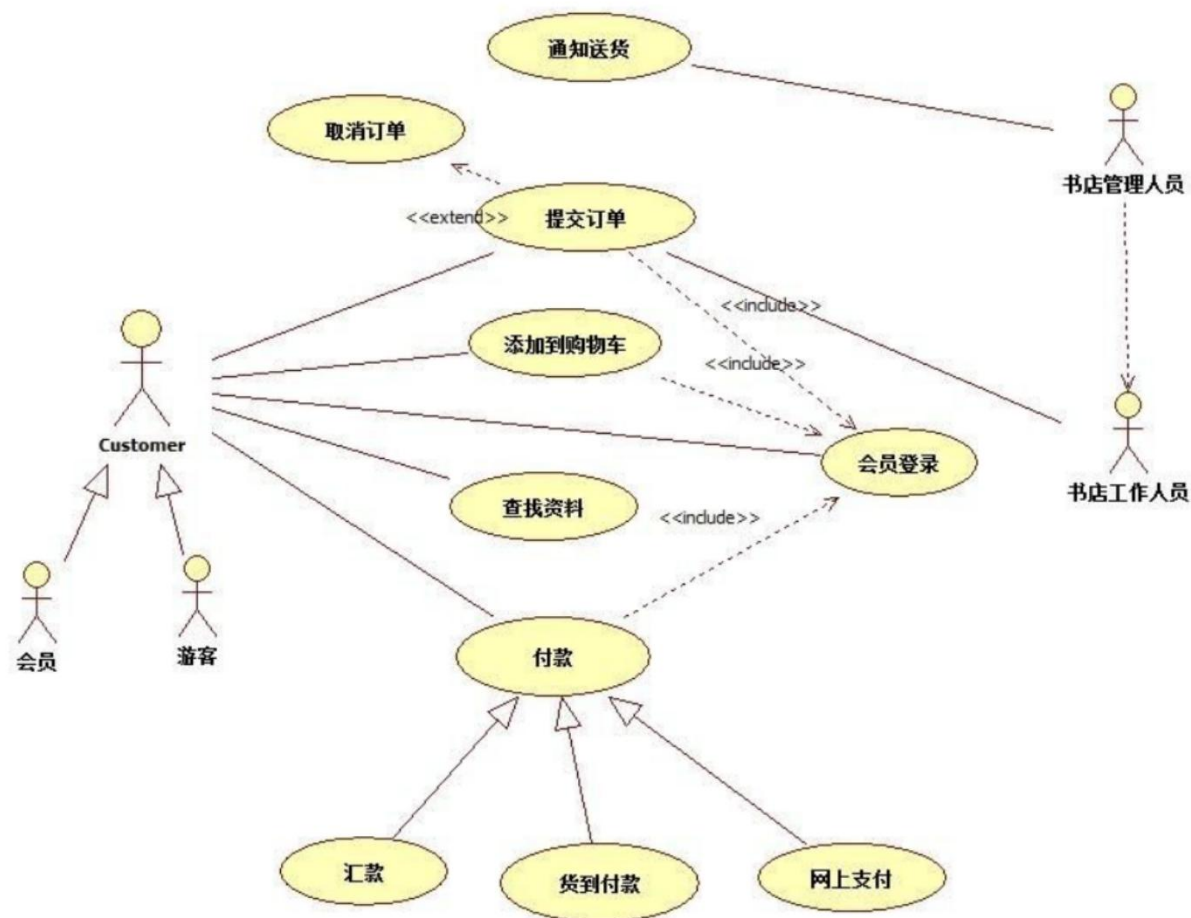 通知送货
取消订单
书店管理人员
<<extend>>
提交订单
<<include>>
添加到购物车
<<include>>
Customer
会员登录
书店工作人员
查找资料
<<include>>
会员
游客
付款
汇款
货到付款
网上支付